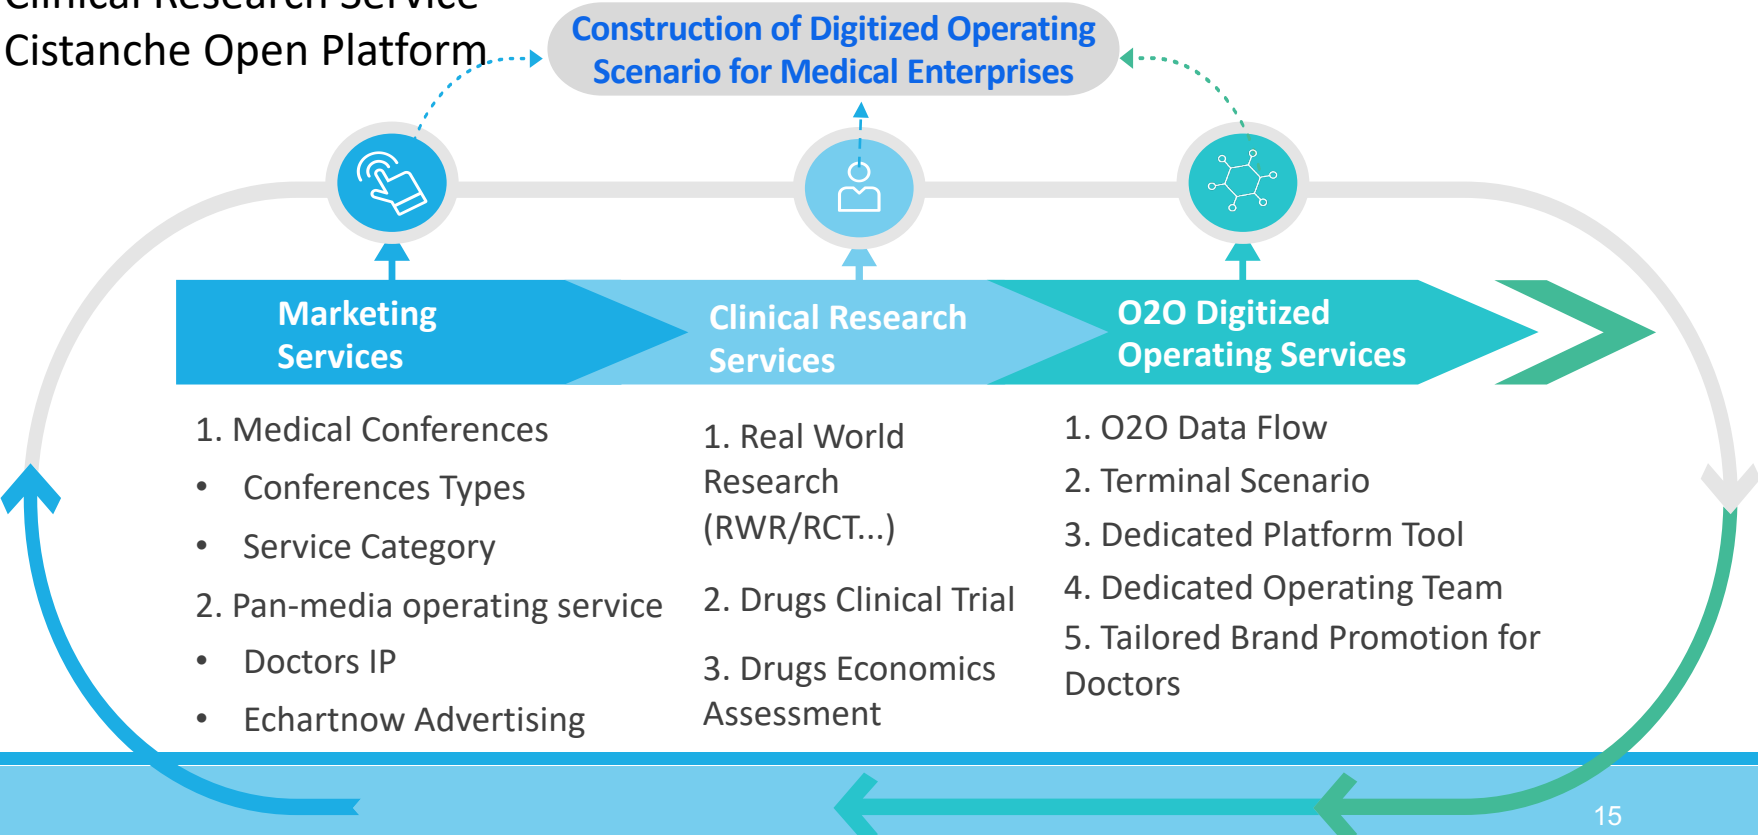 Clinical Research Service
Cistanche Open Platform
Construction of Digitized Operating
Scenario for Medical Enterprises
Marketing
Services
Clinical Research
Services
O2O Digitized
Operating Services
1. Medical Conferences
• Conferences Types
• Service Category
2. Pan-media operating service
• Doctors IP
• Echartnow Advertising
1. Real World
Research
(RWR/RCT...)
2. Drugs Clinical Trial
3. Drugs Economics
Assessment
1. O2O Data Flow
2. Terminal Scenario
3. Dedicated Platform Tool
4. Dedicated Operating Team
5. Tailored Brand Promotion for
Doctors
15